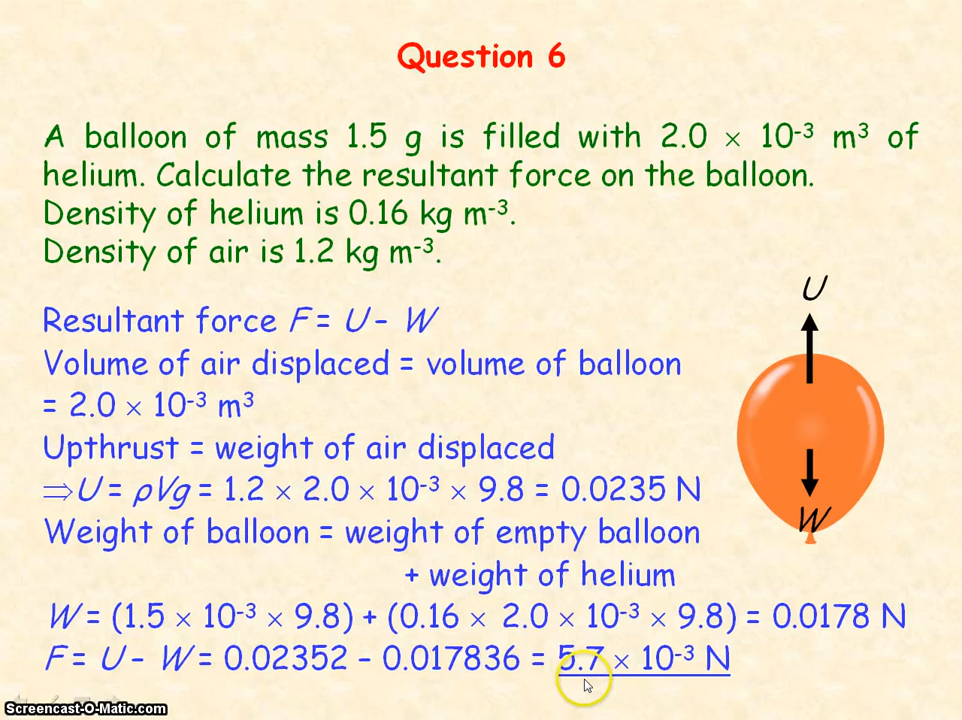 Question 6
A balloon of mass 1.5 g is filled with 2.0 × 10⁻³ m³ of
helium. Calculate the resultant force on the balloon.
Density of helium is 0.16 kg m⁻³.
Density of air is 1.2 kg m⁻³.
U
Resultant force F = U – W
Volume of air displaced = volume of balloon
= 2.0 × 10⁻³ m³
Upthrust = weight of air displaced
⇒U = ρVg = 1.2 × 2.0 × 10⁻³ × 9.8 = 0.0235 N
W
Weight of balloon = weight of empty balloon
+ weight of helium
W = (1.5 × 10⁻³ × 9.8) + (0.16 × 2.0 × 10⁻³ × 9.8) = 0.0178 N
F = U – W = 0.02352 – 0.017836 = 5.7 × 10⁻³ N
Screencast-O-Matic.com